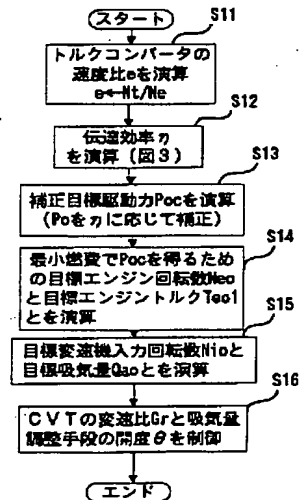 スタート
S11
トルクコンバータの
速度比eを演算
e←Nt/Ne
S12
伝達効率η
を演算（図3）
S13
補正目標駆動力Pocを演算
(Poをηに応じて補正)
S14
最小燃費でPocを得るため
の目標エンジン回転数Neo
と目標エンジントルクTeo1
とを演算
S15
目標変速機入力回転数Nioと
目標吸気量Qaoとを演算
S16
CVTの変速比Grと吸気量
調整手段の開度θを制御
エンド